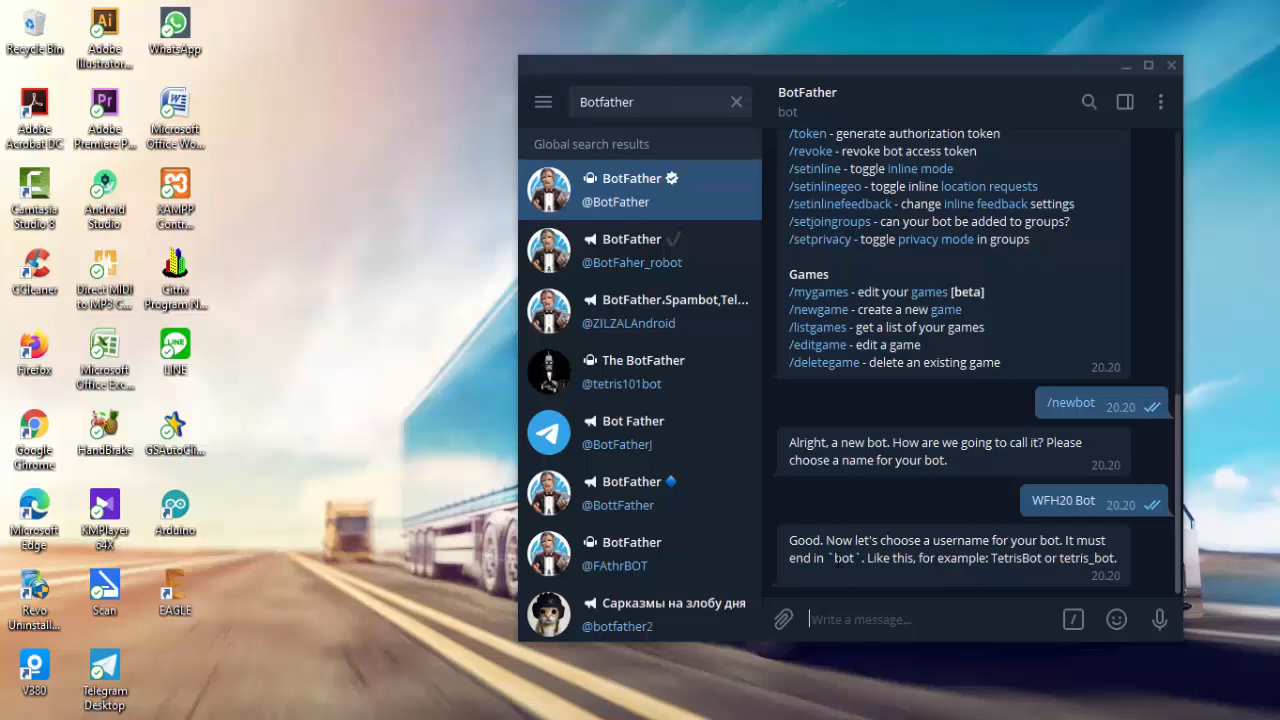 Recycle Bin
Adobe
Illustrator...
WhatsApp
Adobe
Acrobat DC
Adobe
Premiere P...
Microsoft
Office Wo...
Camtasia
Studio 8
Android
Studio
XAMPP
Contr...
CCleaner
Direct MIDI
to MP3 C...
Citrix
Program N...
Firefox
Microsoft
Office Exc...
LINE
Google
Chrome
HandBrake
GSAutoCli...
Microsoft
Edge
KMPlayer
64X
Arduino
Revo
Uninstall...
Scan
EAGLE
V380
Telegram
Desktop
Botfather
Global search results
BotFather
@BotFather
BotFather
@BotFaher_robot
BotFather.Spambot,Tel...
@ZILZALAndroid
The BotFather
@tetris101bot
Bot Father
@BotFatherj
BotFather
@BottFather
BotFather
@FAthrBOT
Сарказмы на злобу дня
@botfather2
BotFather
bot
/token - generate authorization token
/revoke - revoke bot access token
/setinline - toggle inline mode
/setinlinegeo - toggle inline location requests
/setinlinefeedback - change inline feedback settings
/setjoingroups - can your bot be added to groups?
/setprivacy - toggle privacy mode in groups
Games
/mygames - edit your games [beta]
/newgame - create a new game
/listgames - get a list of your games
/editgame - edit a game
/deletegame - delete an existing game
20.20
/newbot 20.20
Alright, a new bot. How are we going to call it? Please
choose a name for your bot.
20.20
WFH20 Bot 20.20
Good. Now let's choose a username for your bot. It must
end in `bot`. Like this, for example: TetrisBot or tetris_bot.
20.20
Write a message...